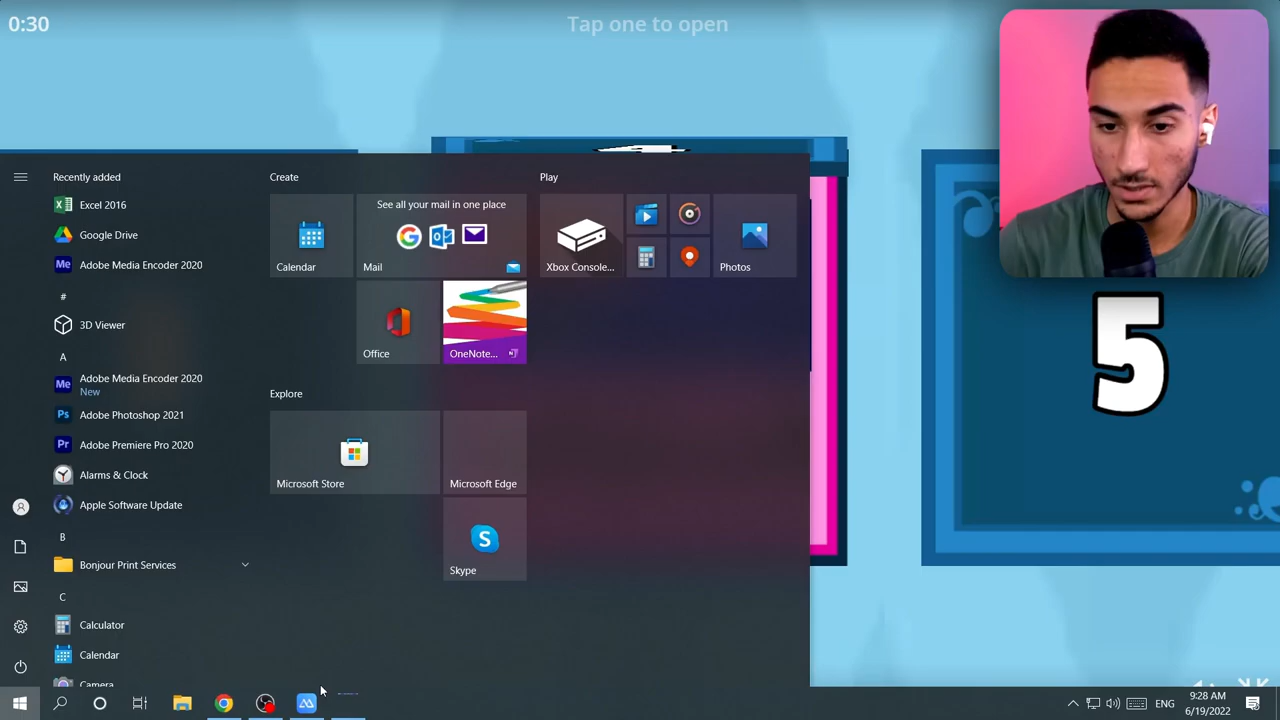 0:30
Tap one to open
5
Recently added
Excel 2016
Google Drive
Adobe Media Encoder 2020
#
3D Viewer
A
Adobe Media Encoder 2020
New
Adobe Photoshop 2021
Adobe Premiere Pro 2020
Alarms & Clock
Apple Software Update
B
Bonjour Print Services
C
Calculator
Calendar
Camera
Create
Calendar
See all your mail in one place
Mail
Office
OneNote...
Explore
Microsoft Store
Microsoft Edge
Skype
Play
Xbox Console...
Photos
ENG
9:28 AM
6/19/2022